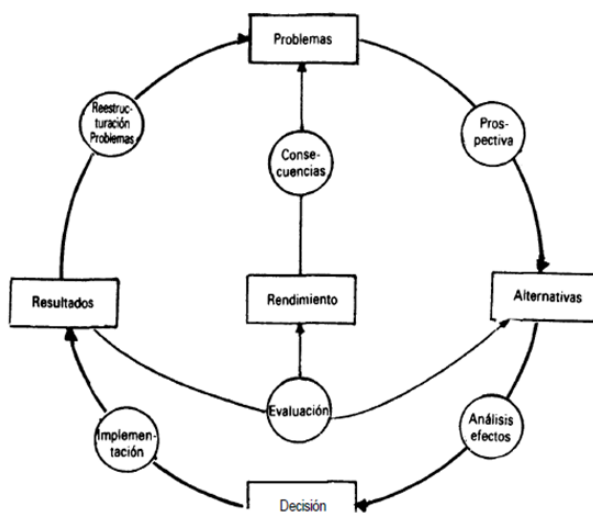 Problemas
Reestruc-
turación
Problemas
Pros-
pectiva
Conse-
cuencias
Resultados
Rendimiento
Alternativas
Evaluación
Implemen-
tación
Análisis
efectos
Decisión